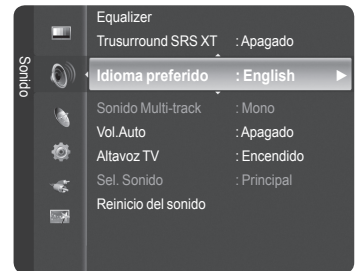 Sonido
Equalizer
Trusurround SRS XT : Apagado
Idioma preferido : English
Sonido Multi-track : Mono
Vol.Auto : Apagado
Altavoz TV : Encendido
Sel. Sonido : Principal
Reinicio del sonido